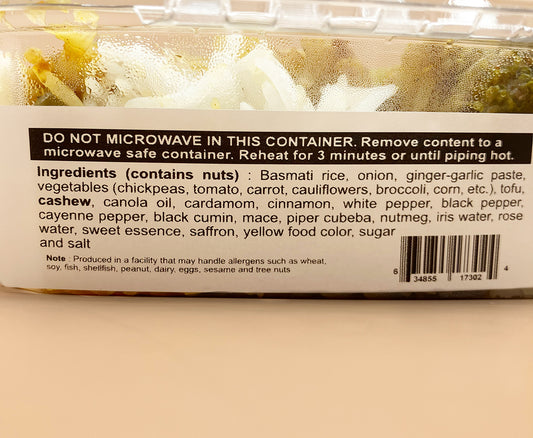 DO NOT MICROWAVE IN THIS CONTAINER. Remove content to a
microwave safe container. Reheat for 3 minutes or until piping hot.
Ingredients (contains nuts) : Basmati rice, onion, ginger-garlic paste,
vegetables (chickpeas, tomato, carrot, cauliflowers, broccoli, corn, etc.), tofu,
cashew, canola oil, cardamom, cinnamon, white pepper, black pepper,
cayenne pepper, black cumin, mace, piper cubeba, nutmeg, iris water, rose
water, sweet essence, saffron, yellow food color, sugar
and salt
Note : Produced in a facility that may handle allergens such as wheat,
soy, fish, shellfish, peanut, dairy, eggs, sesame and tree nuts
6 34855 17302 4